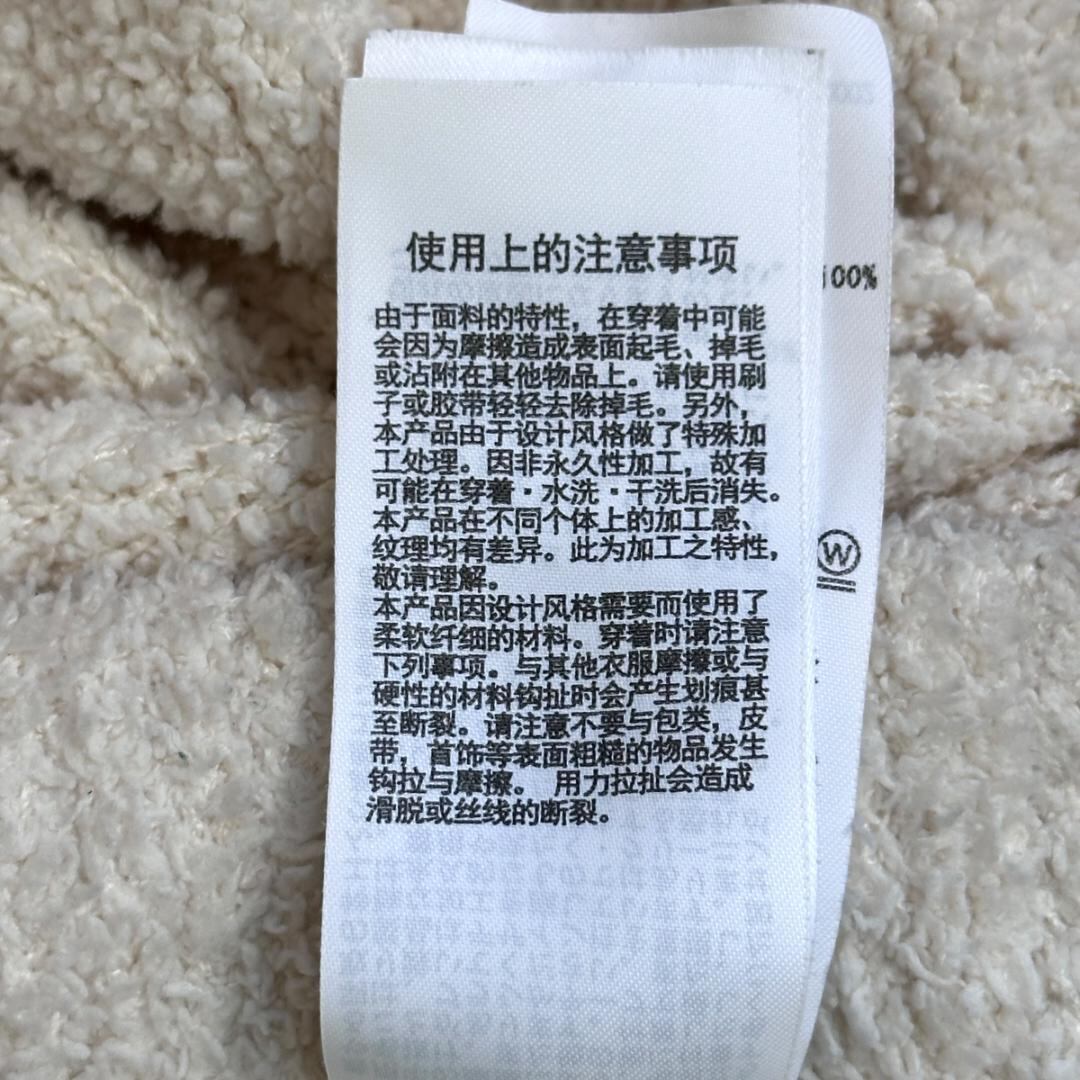 使用上的注意事项
由于面料的特性，在穿着中可能
会因为摩擦造成表面起毛、掉毛
或沾附在其他物品上。请使用刷
子或胶带轻轻去除掉毛。另外，
本产品由于设计风格做了特殊加
工处理。因非永久性加工，故有
可能在穿着·水洗·干洗后消失。
本产品在不同个体上的加工感、
纹理均有差异。此为加工之特性，
敬请理解。
本产品因设计风格需要而使用了
柔软纤细的材料。穿着时请注意
下列事项。与其他衣服摩擦或与
硬性的材料钩扯时会产生划痕甚
至断裂。请注意不要与包类，皮
带，首饰等表面粗糙的物品发生
钩拉与摩擦。 用力拉扯会造成
滑脱或丝线的断裂。
100%
W